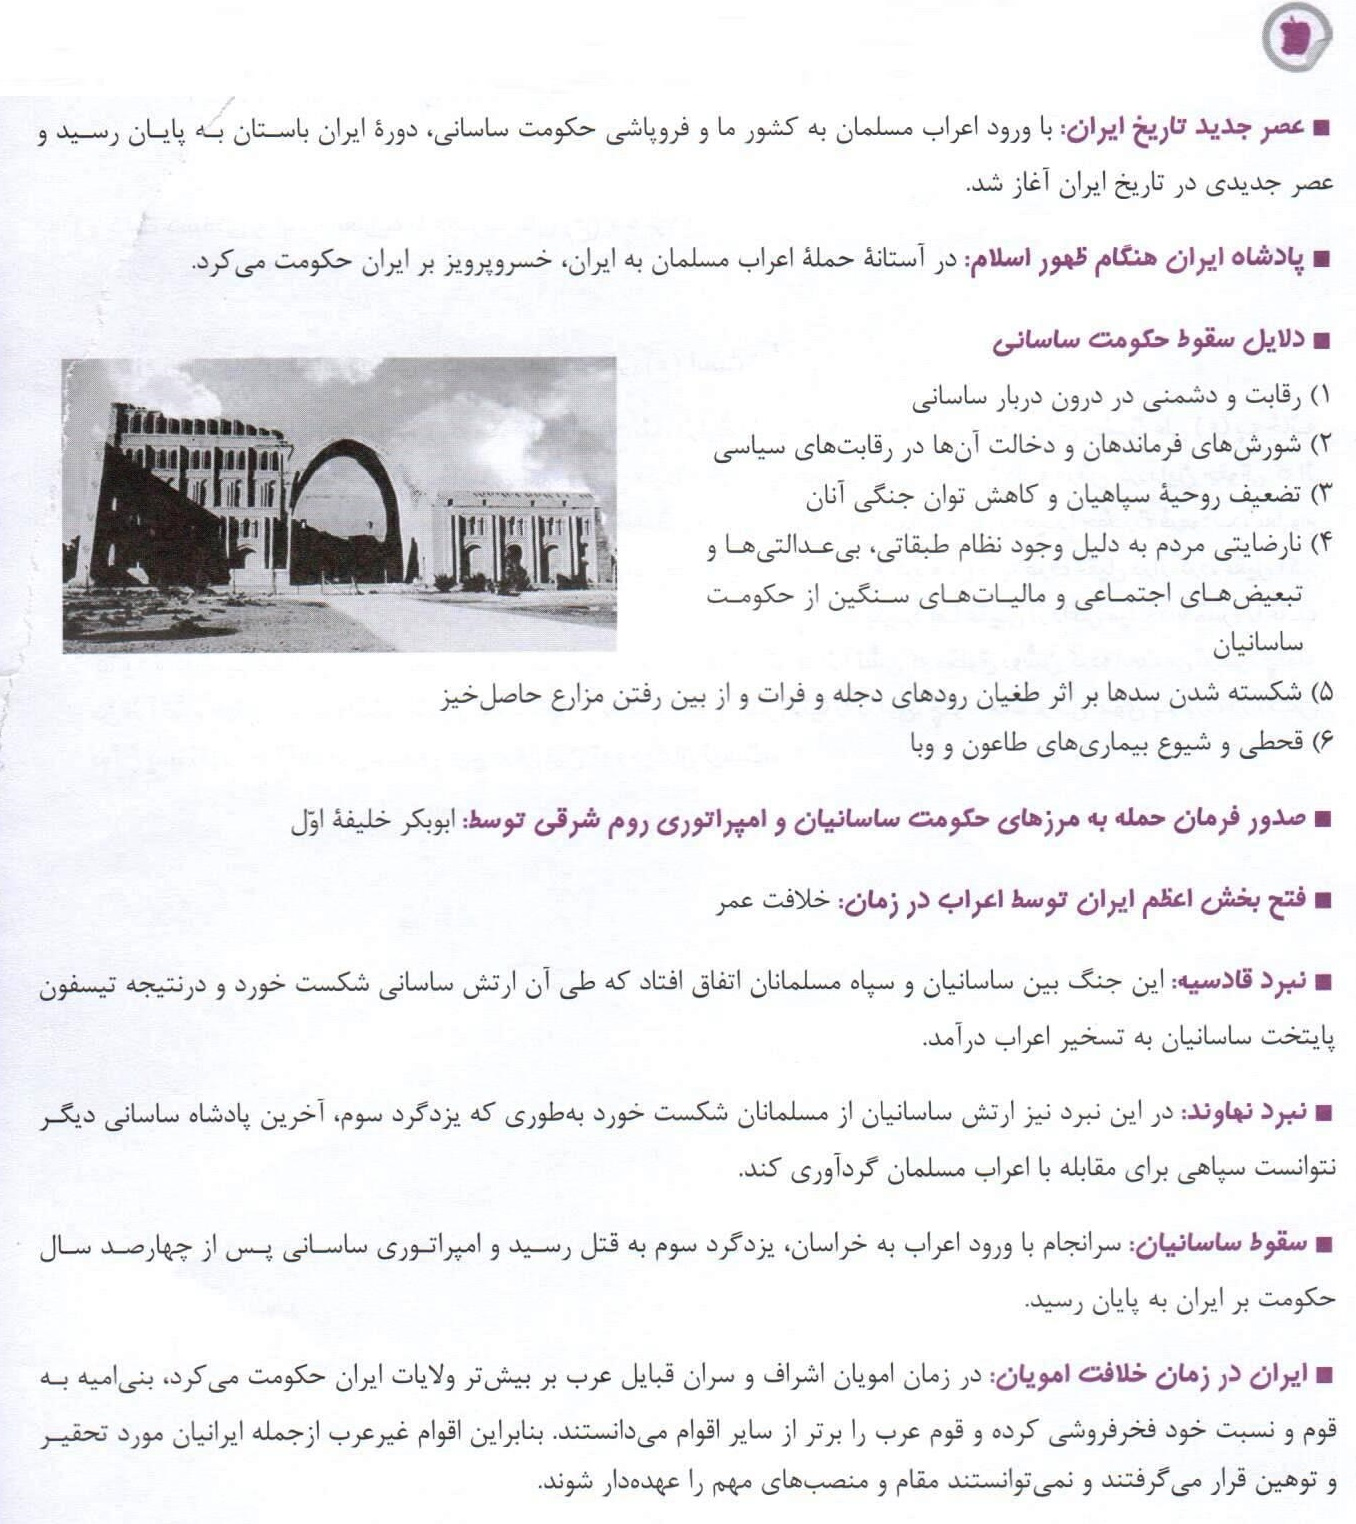 ■ عصر جدید تاریخ ایران: با ورود اعراب مسلمان به کشور ما و فروپاشی حکومت ساسانی، دورهٔ ایران باستان به پایان رسید و
عصر جدیدی در تاریخ ایران آغاز شد.
■ پادشاه ایران هنگام ظهور اسلام: در آستانهٔ حملهٔ اعراب مسلمان به ایران، خسروپرویز بر ایران حکومت می‌کرد.
■ دلایل سقوط حکومت ساسانی
۱) رقابت و دشمنی در درون دربار ساسانی
۲) شورش‌های فرماندهان و دخالت آن‌ها در رقابت‌های سیاسی
۳) تضعیف روحیهٔ سپاهیان و کاهش توان جنگی آنان
۴) نارضایتی مردم به دلیل وجود نظام طبقاتی، بی‌عدالتی‌ها و
تبعیض‌های اجتماعی و مالیات‌های سنگین از حکومت
ساسانیان
۵) شکسته شدن سدها بر اثر طغیان رودهای دجله و فرات و از بین رفتن مزارع حاصل‌خیز
۶) قحطی و شیوع بیماری‌های طاعون و وبا
■ صدور فرمان حمله به مرزهای حکومت ساسانیان و امپراتوری روم شرقی توسط: ابوبکر خلیفهٔ اوّل
■ فتح بخش اعظم ایران توسط اعراب در زمان: خلافت عمر
■ نبرد قادسیه: این جنگ بین ساسانیان و سپاه مسلمانان اتفاق افتاد که طی آن ارتش ساسانی شکست خورد و درنتیجه تیسفون
پایتخت ساسانیان به تسخیر اعراب درآمد.
■ نبرد نهاوند: در این نبرد نیز ارتش ساسانیان از مسلمانان شکست خورد به‌طوری که یزدگرد سوم، آخرین پادشاه ساسانی دیگر
نتوانست سپاهی برای مقابله با اعراب مسلمان گردآوری کند.
■ سقوط ساسانیان: سرانجام با ورود اعراب به خراسان، یزدگرد سوم به قتل رسید و امپراتوری ساسانی پس از چهارصد سال
حکومت بر ایران به پایان رسید.
■ ایران در زمان خلافت امویان: در زمان امویان اشراف و سران قبایل عرب بر بیش‌تر ولایات ایران حکومت می‌کرد، بنی‌امیه به
قوم و نسبت خود فخرفروشی کرده و قوم عرب را برتر از سایر اقوام می‌دانستند. بنابراین اقوام غیرعرب ازجمله ایرانیان مورد تحقیر
و توهین قرار می‌گرفتند و نمی‌توانستند مقام و منصب‌های مهم را عهده‌دار شوند.